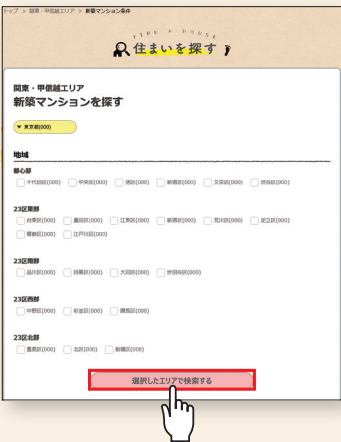 トップ > 関東・甲信越エリア > 新築マンション条件
FIND A HOUSE
住まいを探す
関東・甲信越エリア
新築マンションを探す
▼ 東京都(000)
地域
都心部
千代田区(000) 中央区(000) 港区(000) 新宿区(000) 文京区(000) 渋谷区(000)
23区東部
台東区(000) 墨田区(000) 江東区(000) 新宿区(000) 荒川区(000) 足立区(000)
葛飾区(000) 江戸川区(000)
23区南部
品川区(000) 目黒区(000) 大田区(000) 世田谷区(000)
23区西部
中野区(000) 杉並区(000) 練馬区(000)
23区北部
豊島区(000) 北区(000) 板橋区(000)
選択したエリアで検索する